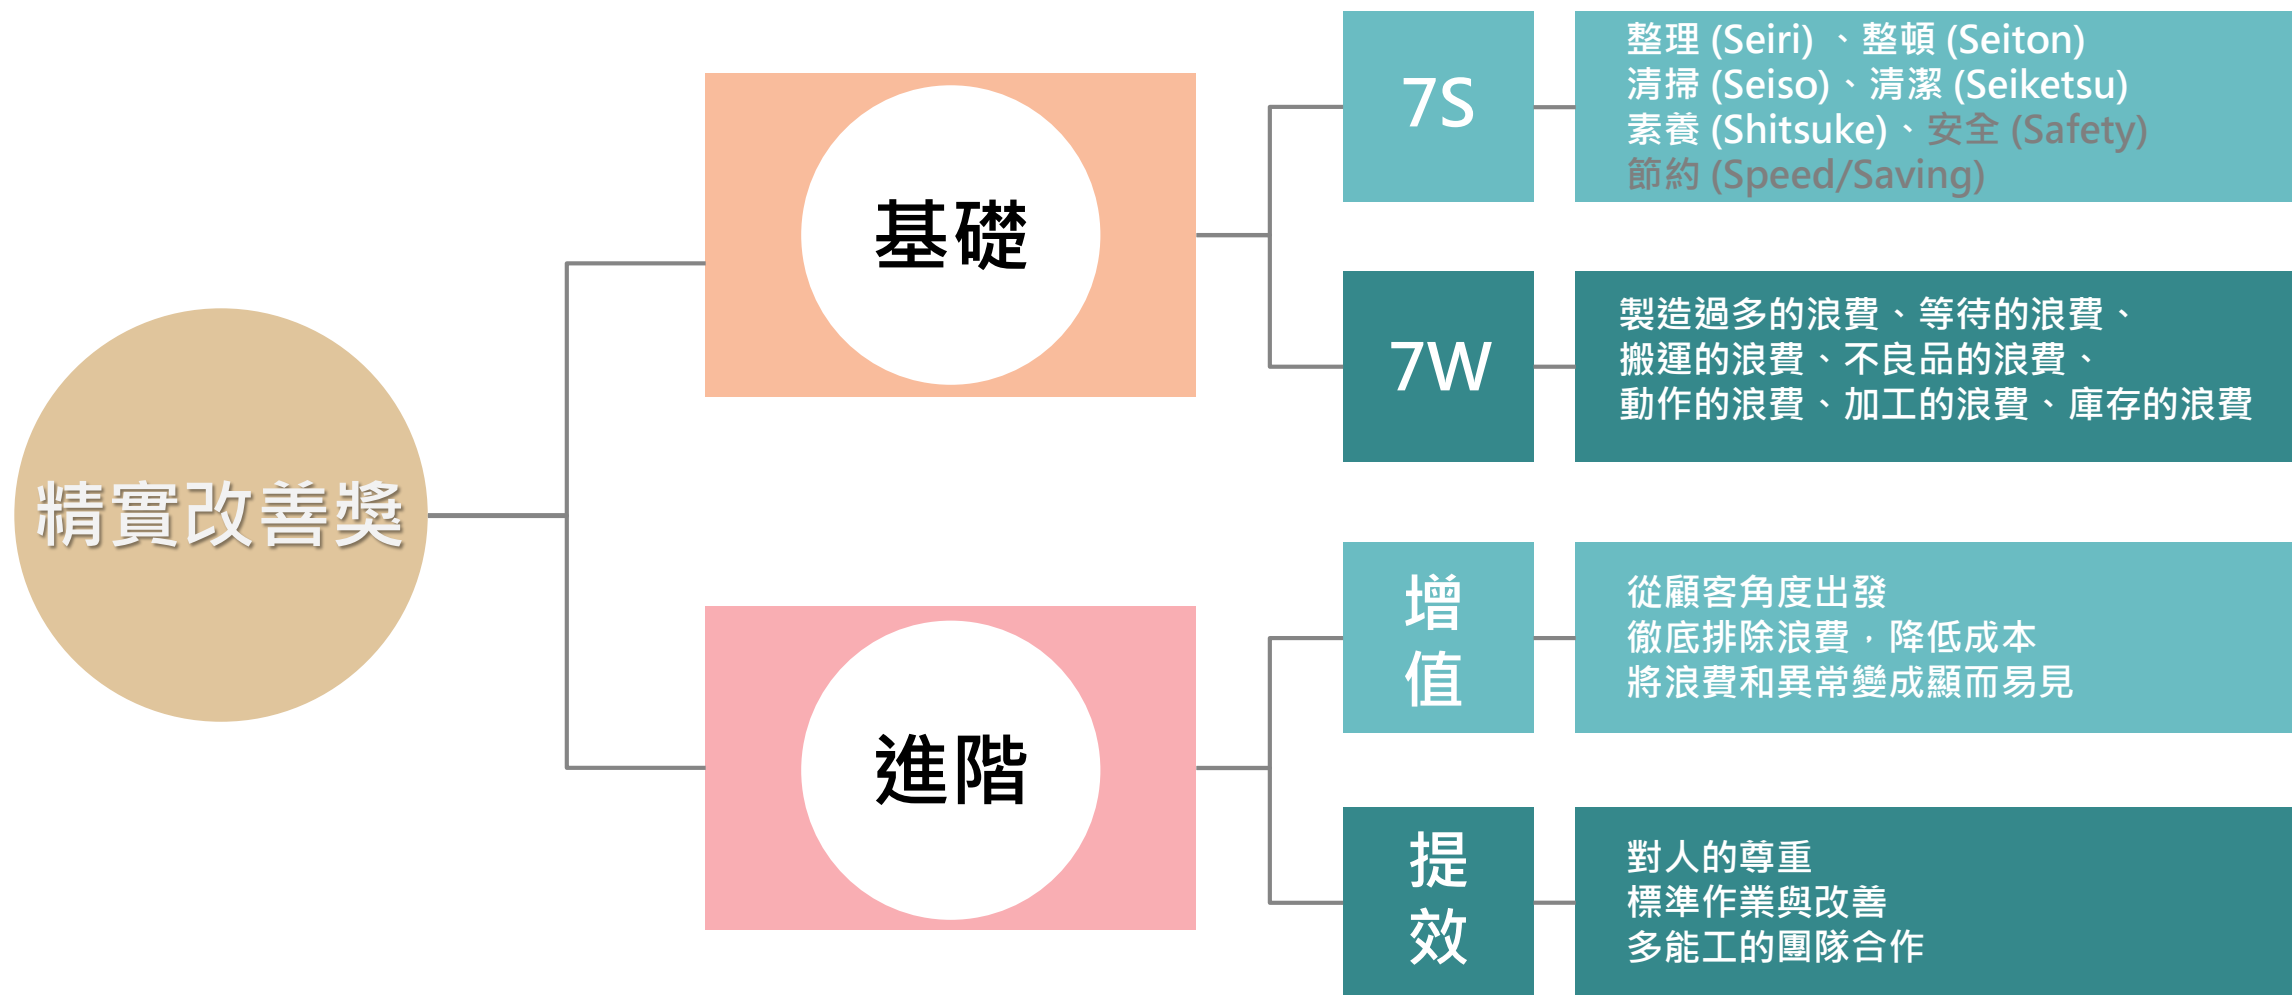 精實改善獎
基礎
7S
整理 (Seiri) 、整頓 (Seiton)
清掃 (Seiso)、清潔 (Seiketsu)
素養 (Shitsuke)、安全 (Safety)
節約 (Speed/Saving)
7W
製造過多的浪費、等待的浪費、
搬運的浪費、不良品的浪費、
動作的浪費、加工的浪費、庫存的浪費
進階
增
值
從顧客角度出發
徹底排除浪費，降低成本
將浪費和異常變成顯而易見
提
效
對人的尊重
標準作業與改善
多能工的團隊合作